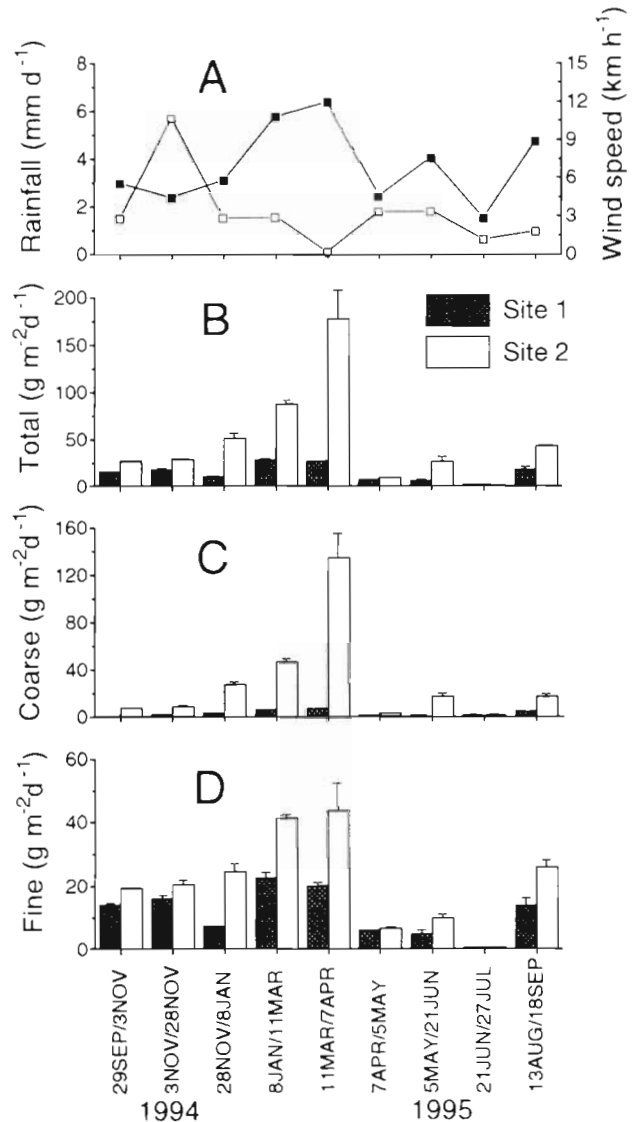 A
Rainfall (mm d⁻¹)
8
6
4
2
0
Wind speed (km h⁻¹)
15
12
9
6
3
0
B
Site 1
Site 2
Total (g m⁻²d⁻¹)
200
150
100
50
0
C
Coarse (g m⁻²d⁻¹)
160
120
80
40
0
D
Fine (g m⁻²d⁻¹)
60
40
20
0
29SEP/3NOV
3NOV/28NOV
28NOV/8JAN
8JAN/11MAR
11MAR/7APR
7APR/5MAY
5MAY/21JUN
21JUN/27JUL
13AUG/18SEP
1994
1995